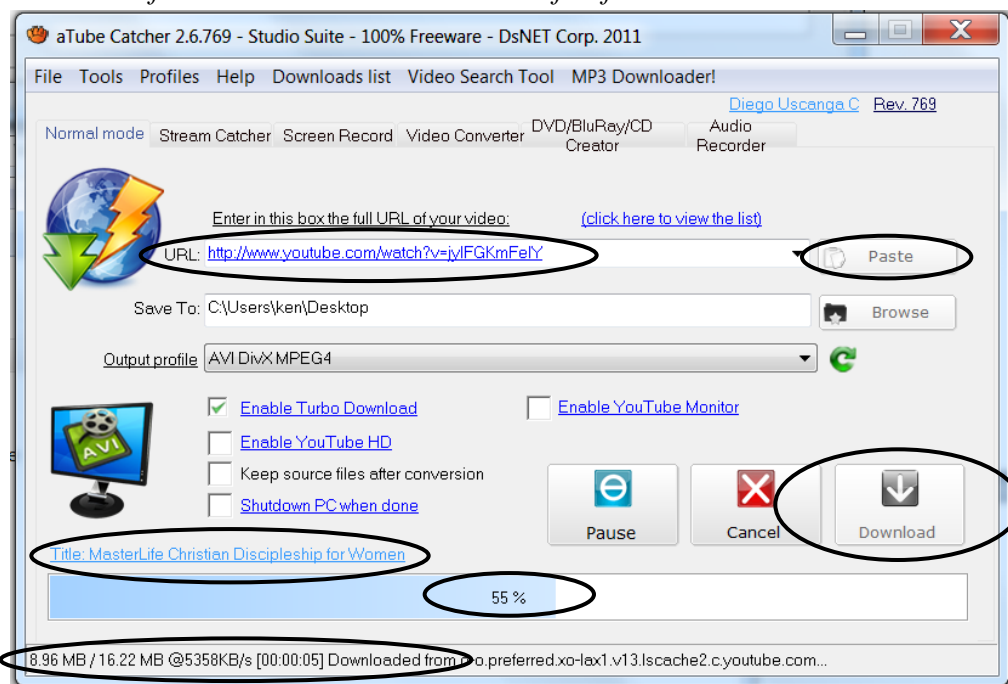 aTube Catcher 2.6.769 - Studio Suite - 100% Freeware - DsNET Corp. 2011
X
File Tools Profiles Help Downloads list Video Search Tool MP3 Downloader!
Diego Uscanga C Rev. 769
Normal mode Stream Catcher Screen Record Video Converter DVD/BluRay/CD Creator Audio Recorder
Enter in this box the full URL of your video: (click here to view the list)
URL: http://www.youtube.com/watch?v=jyIFGKmFeIY Paste
Save To: C:\Users\ken\Desktop Browse
Output profile AVI DivX MPEG4
Enable Turbo Download Enable YouTube Monitor
Enable YouTube HD
AVI
Keep source files after conversion
Shutdown PC when done
Pause Cancel Download
Title: MasterLife Christian Discipleship for Women
55 %
8.96 MB / 16.22 MB @5358KB/s [00:00:05] Downloaded from o-o.preferred.xo-lax1.v13.lscache2.c.youtube.com...